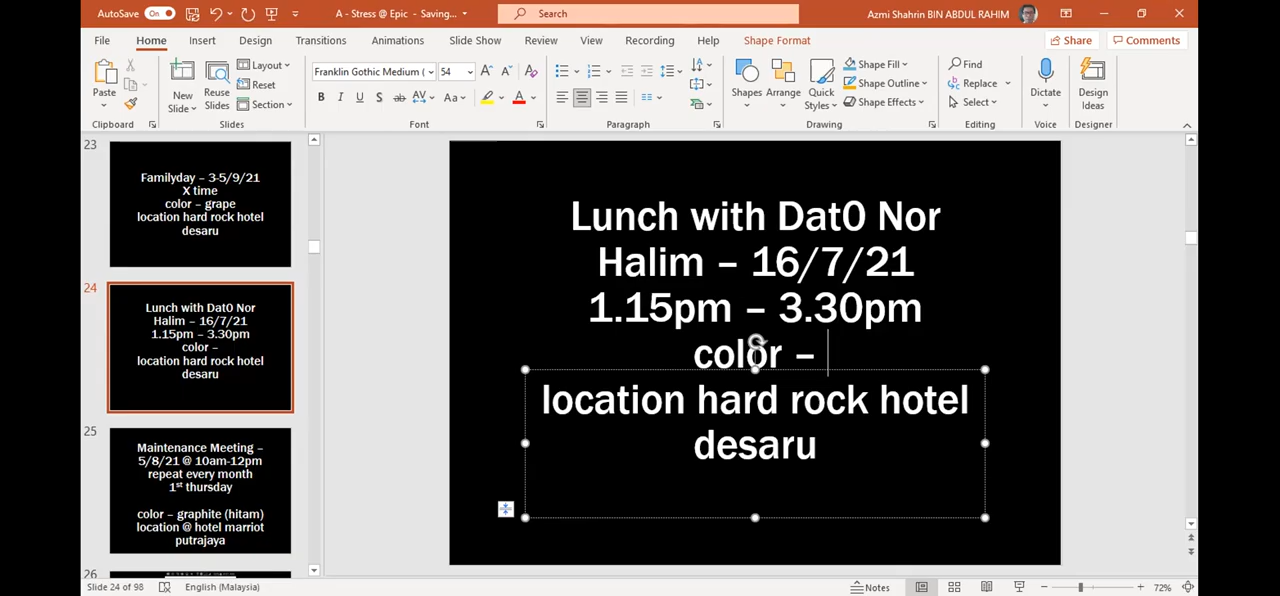 AutoSave On A - Stress @ Epic - Saving... Search Azmi Shahrin BIN ABDUL RAHIM
File Home Insert Design Transitions Animations Slide Show Review View Recording Help Shape Format Share Comments
Paste
Clipboard
New Slide
Reuse Slides
Layout
Reset
Section
Slides
Franklin Gothic Medium ( 54
B I U S ab AV Aa A
Font
Paragraph
Shapes
Arrange
Quick Styles
Shape Fill
Shape Outline
Shape Effects
Drawing
Find
Replace
Select
Editing
Dictate
Voice
Design Ideas
Designer
23
Familyday – 3-5/9/21
X time
color – grape
location hard rock hotel
desaru
24
Lunch with Dat0 Nor
Halim – 16/7/21
1.15pm – 3.30pm
color –
location hard rock hotel
desaru
25
Maintenance Meeting –
5/8/21 @ 10am-12pm
repeat every month
1st thursday
color – graphite (hitam)
location @ hotel marriot
putrajaya
26
Lunch with Dat0 Nor
Halim – 16/7/21
1.15pm – 3.30pm
color –
location hard rock hotel
desaru
Slide 24 of 98 English (Malaysia) Notes 72%